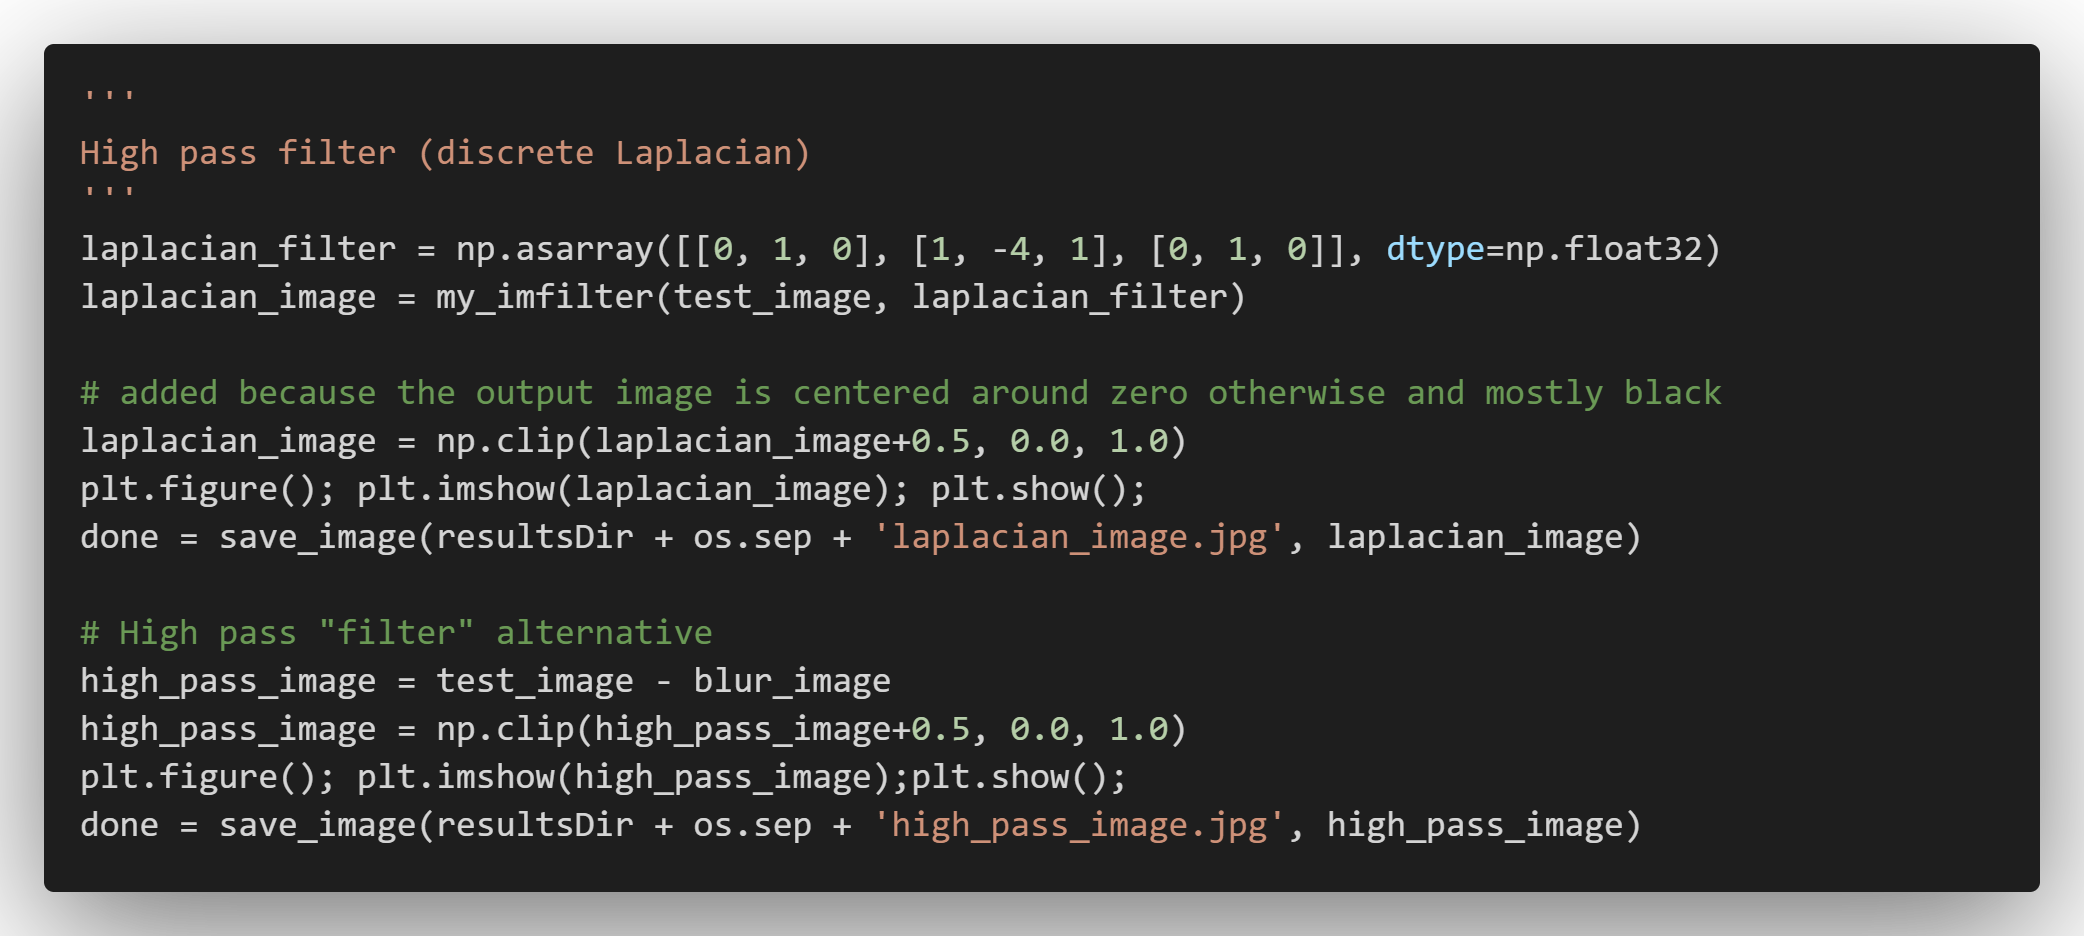 '''
High pass filter (discrete Laplacian)
'''
laplacian_filter = np.asarray([[0, 1, 0], [1, -4, 1], [0, 1, 0]], dtype=np.float32)
laplacian_image = my_imfilter(test_image, laplacian_filter)
# added because the output image is centered around zero otherwise and mostly black
laplacian_image = np.clip(laplacian_image+0.5, 0.0, 1.0)
plt.figure(); plt.imshow(laplacian_image); plt.show();
done = save_image(resultsDir + os.sep + 'laplacian_image.jpg', laplacian_image)
# High pass "filter" alternative
high_pass_image = test_image - blur_image
high_pass_image = np.clip(high_pass_image+0.5, 0.0, 1.0)
plt.figure(); plt.imshow(high_pass_image);plt.show();
done = save_image(resultsDir + os.sep + 'high_pass_image.jpg', high_pass_image)